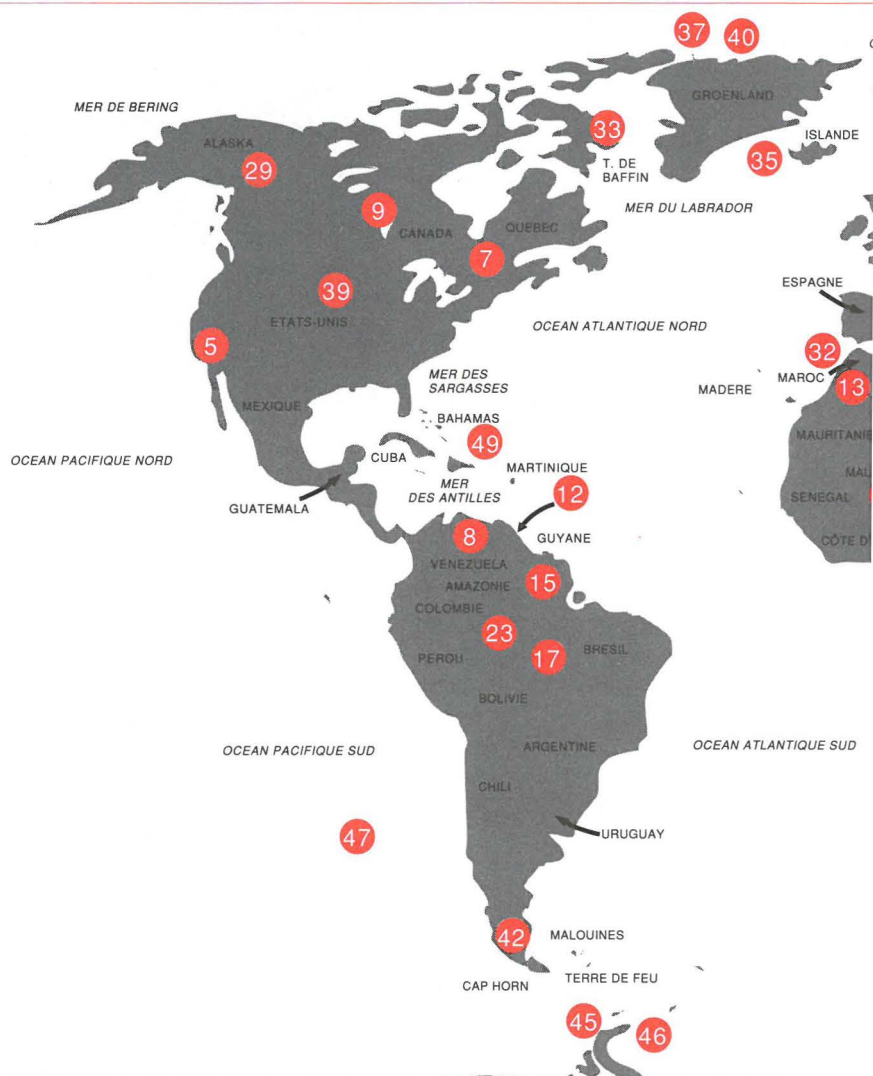 37
40
MER DE BERING
GROENLAND
ALASKA
33
ISLANDE
29
T. DE
BAFFIN
35
9
MER DU LABRADOR
CANADA
QUEBEC
7
39
ESPAGNE
ETATS-UNIS
OCEAN ATLANTIQUE NORD
5
32
MER DES
SARGASSES
MADERE
MAROC
13
MEXIQUE
BAHAMAS
49
MAURITANIE
OCEAN PACIFIQUE NORD
CUBA
MARTINIQUE
MER
DES ANTILLES
12
SENEGAL
GUATEMALA
8
GUYANE
VENEZUELA
AMAZONIE
15
COLOMBIE
23
BRESIL
PEROU
17
BOLIVIE
OCEAN PACIFIQUE SUD
ARGENTINE
OCEAN ATLANTIQUE SUD
CHILI
47
URUGUAY
42
MALOUINES
CAP HORN
TERRE DE FEU
45
46